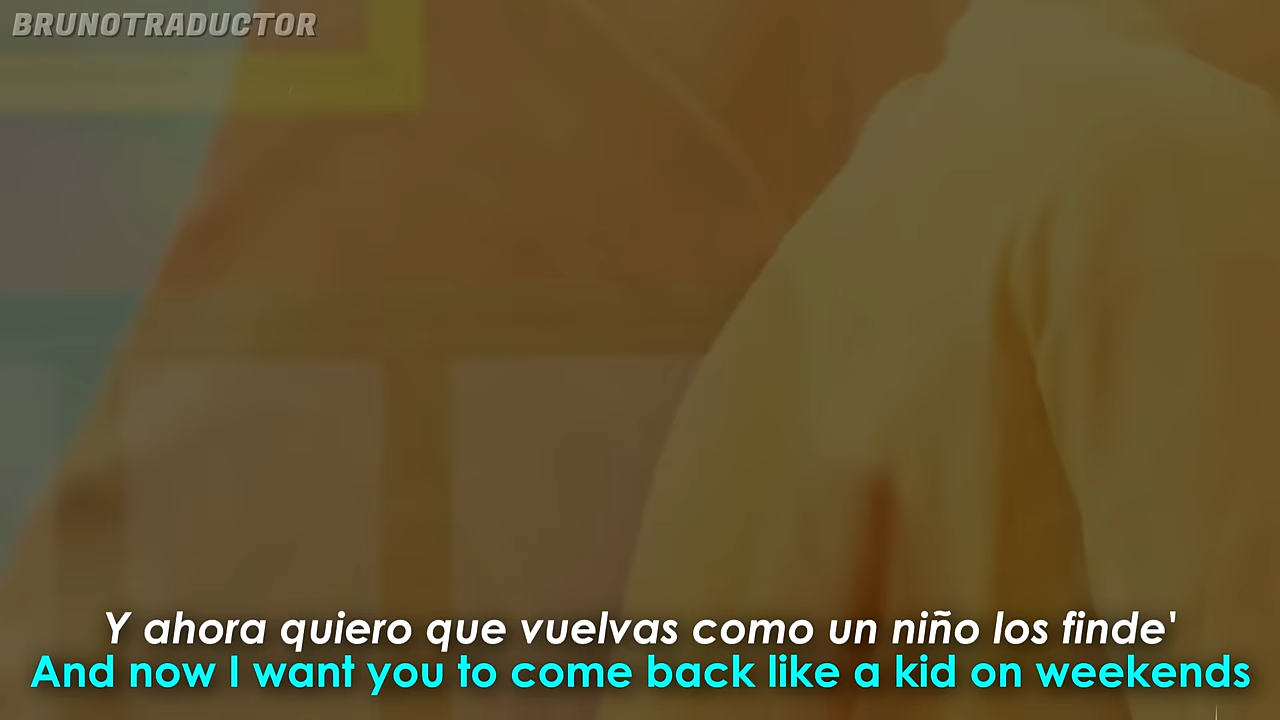 BRUNOTRADUCTOR
Y ahora quiero que vuelvas como un niño los finde'
And now I want you to come back like a kid on weekends